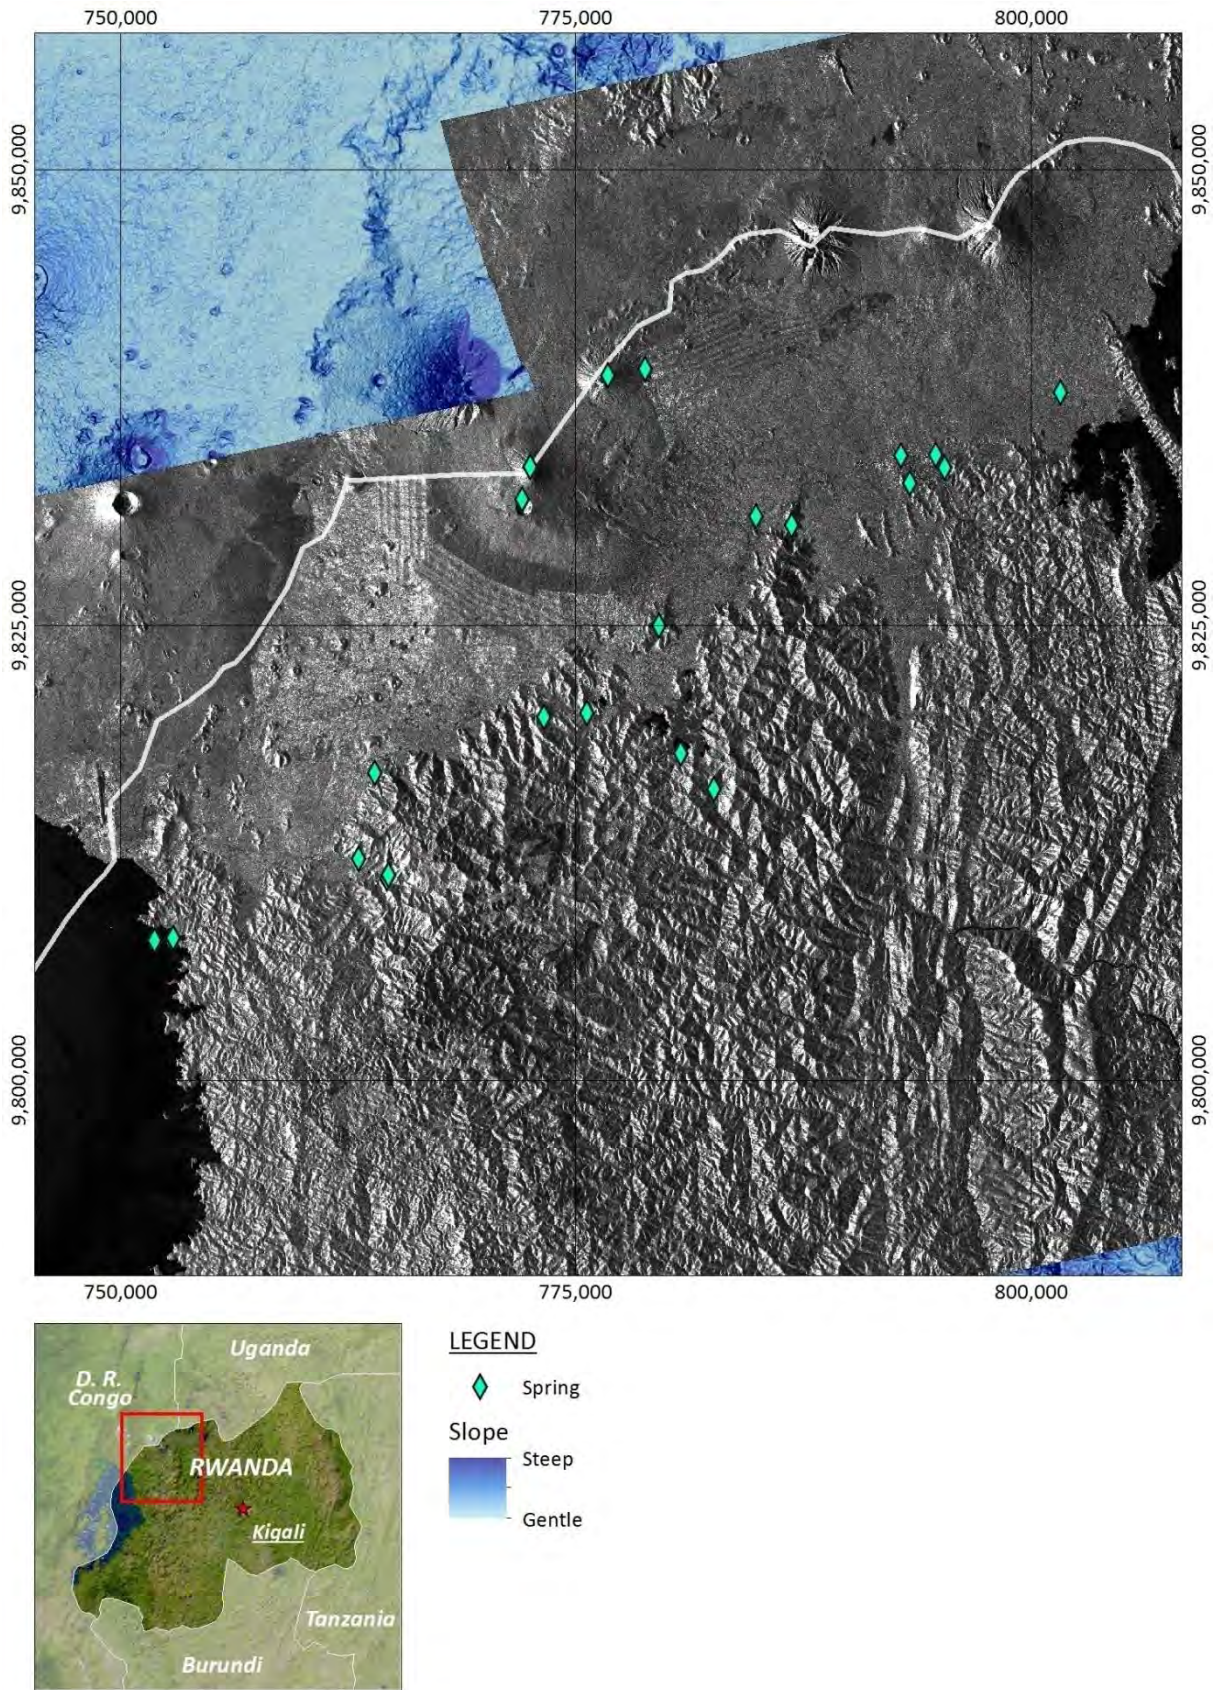 750,000
775,000
800,000
9,850,000
9,850,000
9,825,000
9,825,000
9,800,000
9,800,000
750,000
775,000
800,000
Uganda
D. R.
Congo
RWANDA
Kigali
Tanzania
Burundi
LEGEND
Spring
Slope
Steep
Gentle